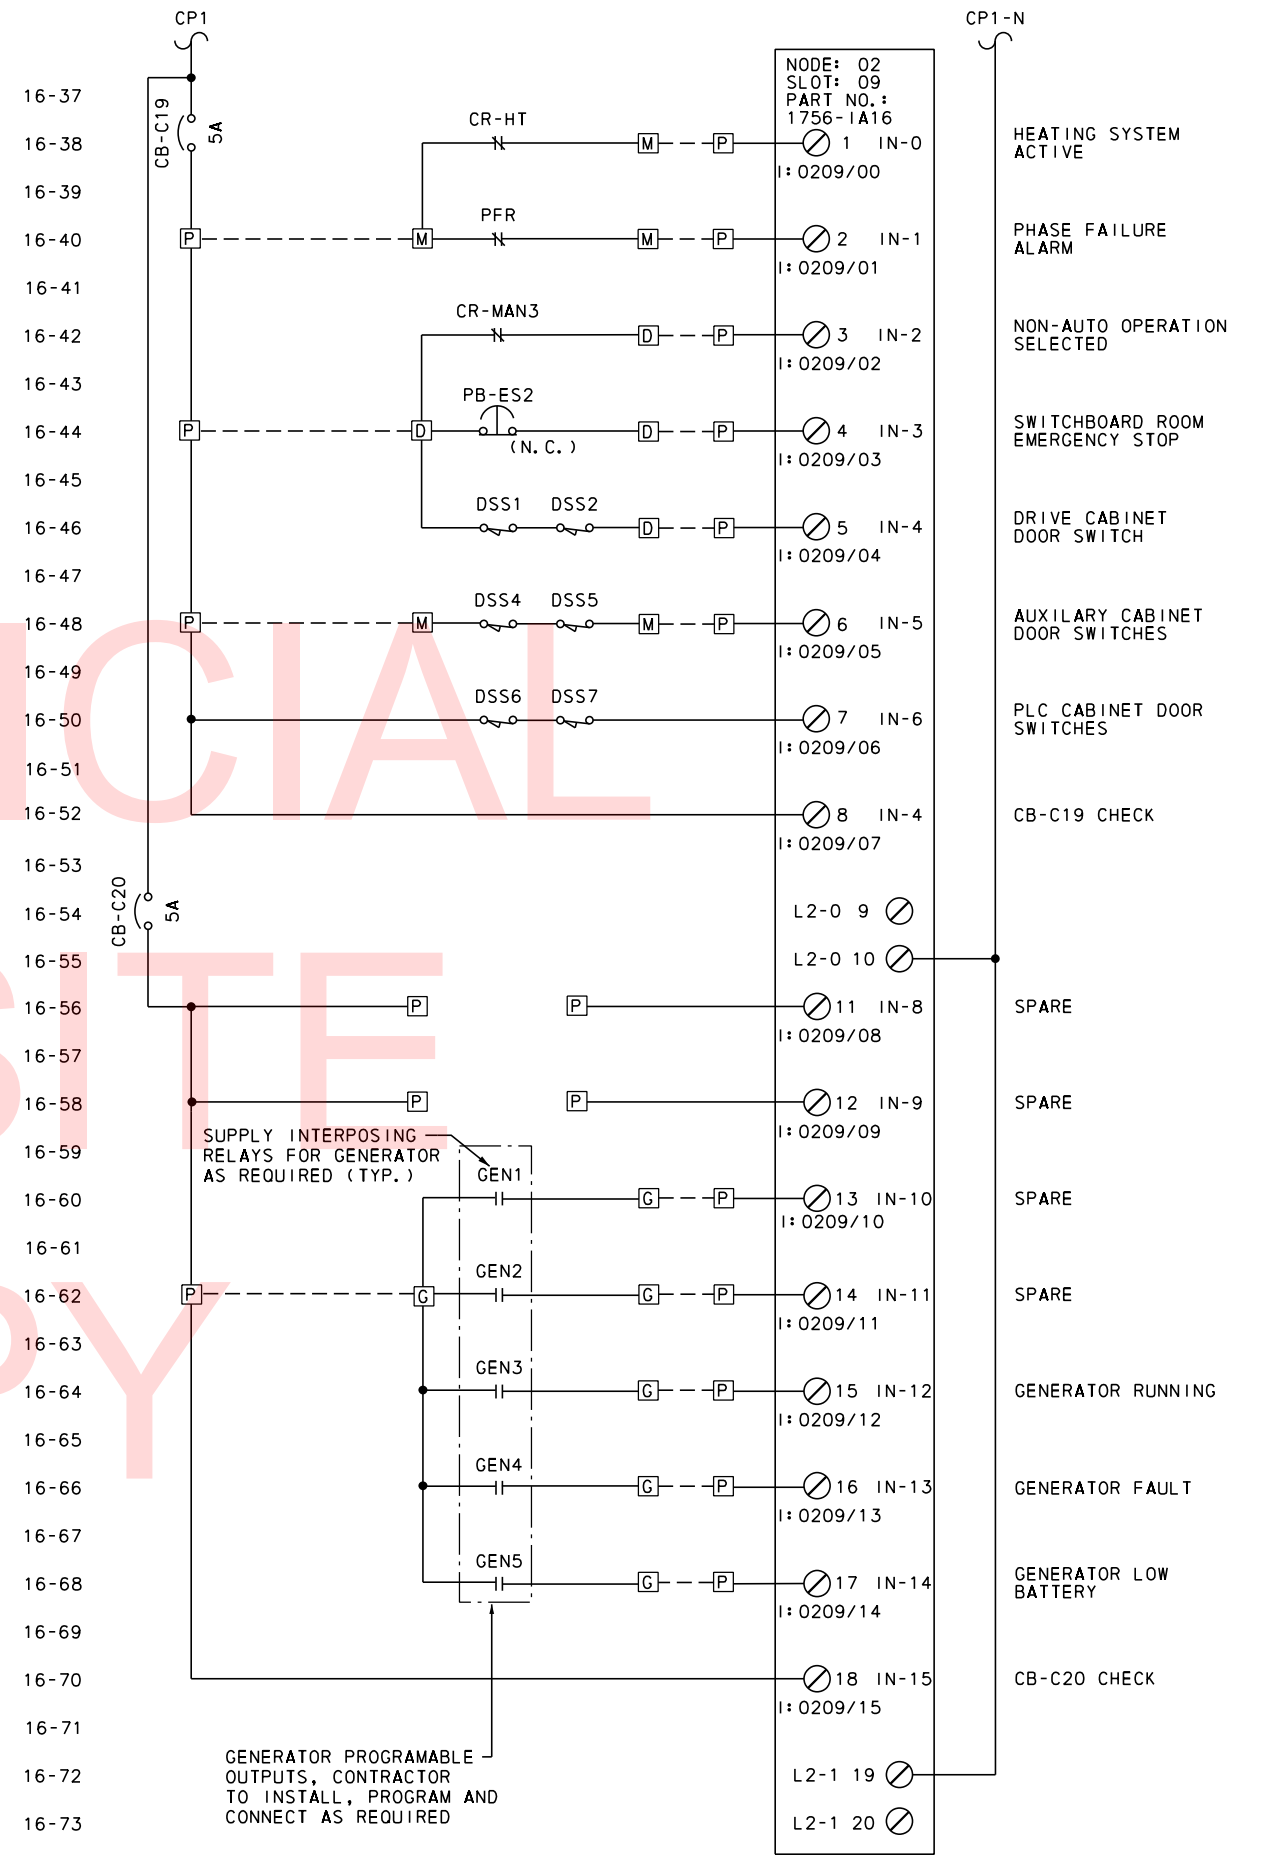 CP1
CP1-N
NODE: 02
SLOT: 09
PART NO.:
1756-IA16
16-37
CB-C19
5A
CR-HT
16-38
M
P
1 IN-0
HEATING SYSTEM
ACTIVE
I:0209/00
16-39
PFR
16-40
P
M
M
P
2 IN-1
PHASE FAILURE
ALARM
I:0209/01
16-41
CR-MAN3
16-42
D
P
3 IN-2
NON-AUTO OPERATION
SELECTED
I:0209/02
16-43
PB-ES2
16-44
P
D
(N.C.)
D
P
4 IN-3
SWITCHBOARD ROOM
EMERGENCY STOP
I:0209/03
16-45
DSS1 DSS2
16-46
D
P
5 IN-4
DRIVE CABINET
DOOR SWITCH
I:0209/04
16-47
DSS4 DSS5
16-48
P
M
M
P
6 IN-5
AUXILARY CABINET
DOOR SWITCHES
I:0209/05
16-49
DSS6 DSS7
16-50
7 IN-6
PLC CABINET DOOR
SWITCHES
I:0209/06
16-51
16-52
8 IN-4
CB-C19 CHECK
I:0209/07
16-53
CB-C20
5A
16-54
L2-0 9
16-55
L2-0 10
16-56
P
P
11 IN-8
SPARE
I:0209/08
16-57
16-58
P
P
12 IN-9
SPARE
I:0209/09
16-59
SUPPLY INTERPOSING
RELAYS FOR GENERATOR
AS REQUIRED (TYP.)
GEN1
16-60
G
P
13 IN-10
SPARE
I:0209/10
16-61
GEN2
16-62
P
G
G
P
14 IN-11
SPARE
I:0209/11
16-63
GEN3
16-64
G
P
15 IN-12
GENERATOR RUNNING
I:0209/12
16-65
GEN4
16-66
G
P
16 IN-13
GENERATOR FAULT
I:0209/13
16-67
GEN5
16-68
G
P
17 IN-14
GENERATOR LOW
BATTERY
I:0209/14
16-69
16-70
18 IN-15
CB-C20 CHECK
I:0209/15
16-71
GENERATOR PROGRAMABLE
OUTPUTS, CONTRACTOR
TO INSTALL, PROGRAM AND
CONNECT AS REQUIRED
16-72
L2-1 19
16-73
L2-1 20
ICIAL
SITE
PY